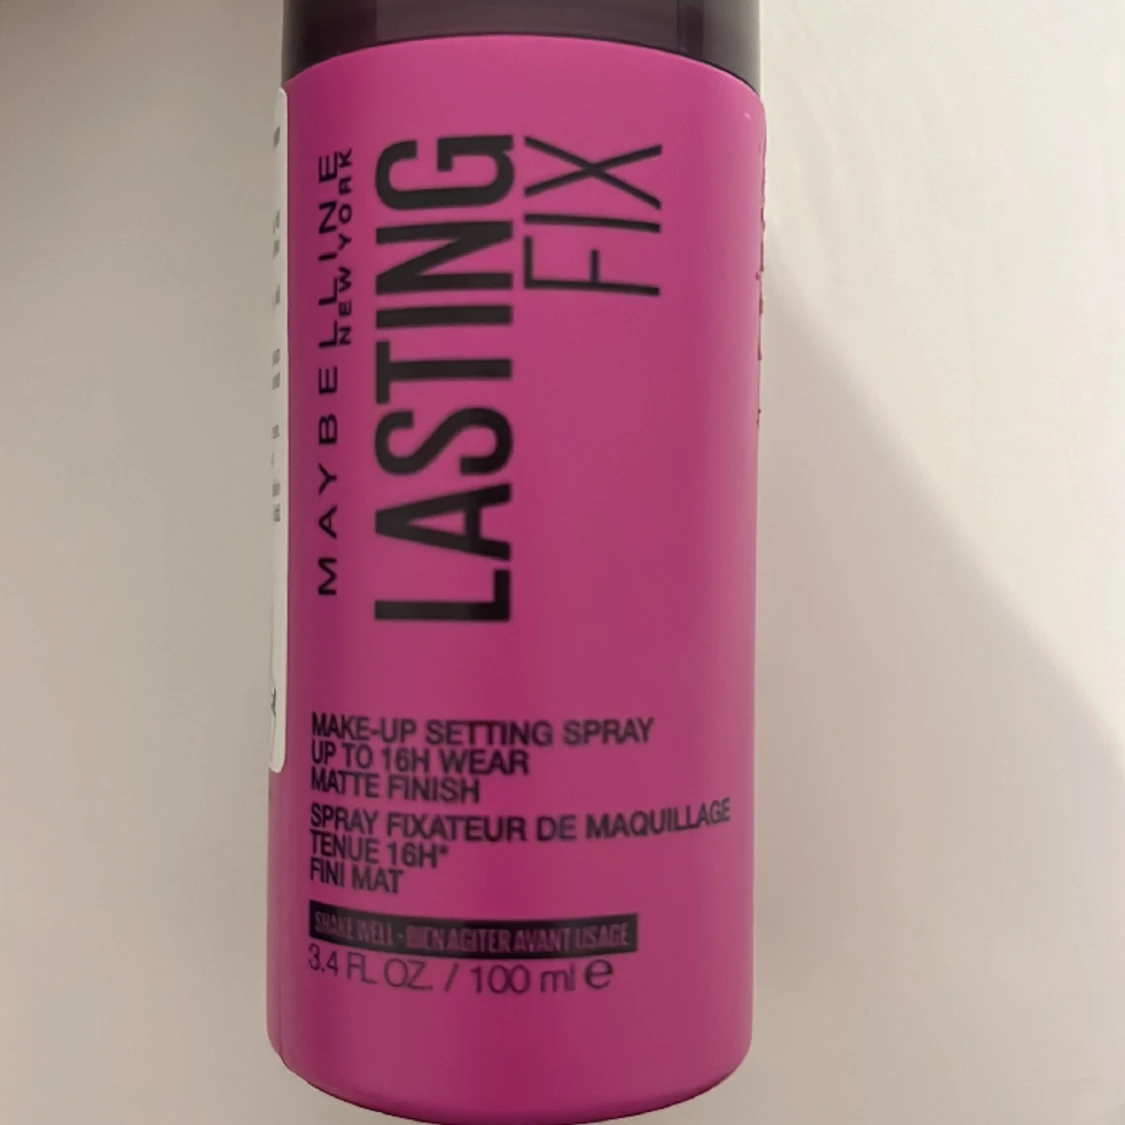 MAYBELLINE
NEW YORK
LASTING
FIX
MAKE-UP SETTING SPRAY
UP TO 16H WEAR
MATTE FINISH
SPRAY FIXATEUR DE MAQUILLAGE
TENUE 16H*
FINI MAT
SHAKE WELL - BIEN AGITER AVANT USAGE
3.4 FL OZ. / 100 ml e